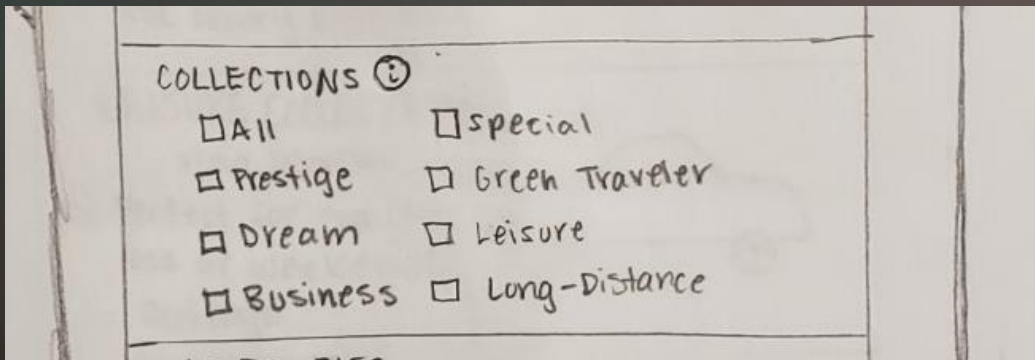 COLLECTIONS i
All Special
Prestige Green Traveler
Dream Leisure
Business Long-Distance